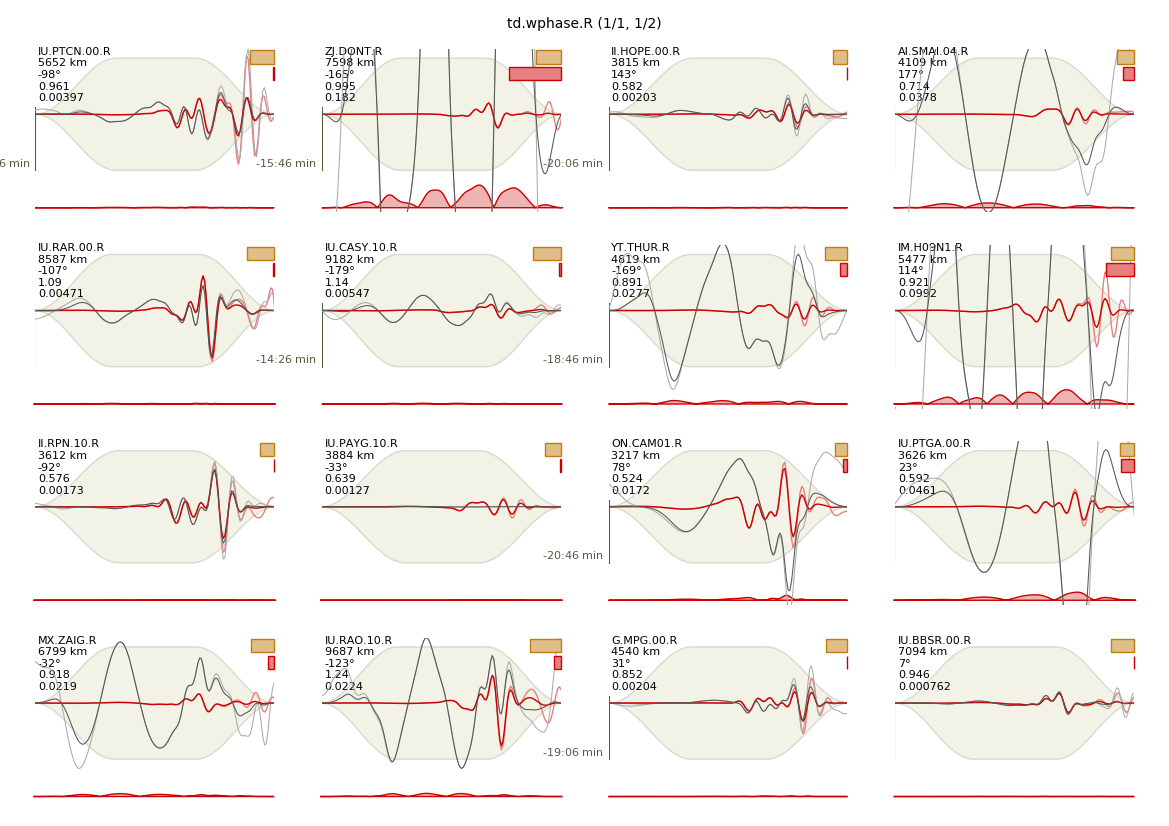 td.wphase.R (1/1, 1/2)
IU.PTCN.00.R
5652 km
-98°
0.961
0.00397
6 min
ZJ.DONT.R
7598 km
-165°
0.995
0.182
-15:46 min
II.HOPE.00.R
3815 km
143°
0.582
0.00203
-20:06 min
AI.SMAI.04.R
4109 km
177°
0.714
0.0378
IU.RAR.00.R
8587 km
-107°
1.09
0.00471
IU.CASY.10.R
9182 km
-179°
1.14
0.00547
-14:26 min
YT.THUR.R
4819 km
-169°
0.891
0.0277
-18:46 min
IM.H09N1.R
5477 km
114°
0.921
0.0992
II.RPN.10.R
3612 km
-92°
0.576
0.00173
IU.PAYG.10.R
3884 km
-33°
0.639
0.00127
ON.CAM01.R
3217 km
78°
0.524
0.0172
-20:46 min
IU.PTGA.00.R
3626 km
23°
0.592
0.0461
MX.ZAIG.R
6799 km
-32°
0.918
0.0219
IU.RAO.10.R
9687 km
-123°
1.24
0.0224
G.MPG.00.R
4540 km
31°
0.852
0.00204
-19:06 min
IU.BBSR.00.R
7094 km
7°
0.946
0.000762